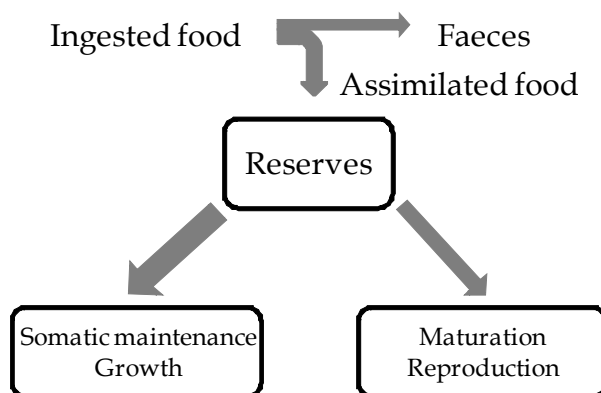 Ingested food
Faeces
Assimilated food
Reserves
Somatic maintenance
Growth
Maturation
Reproduction